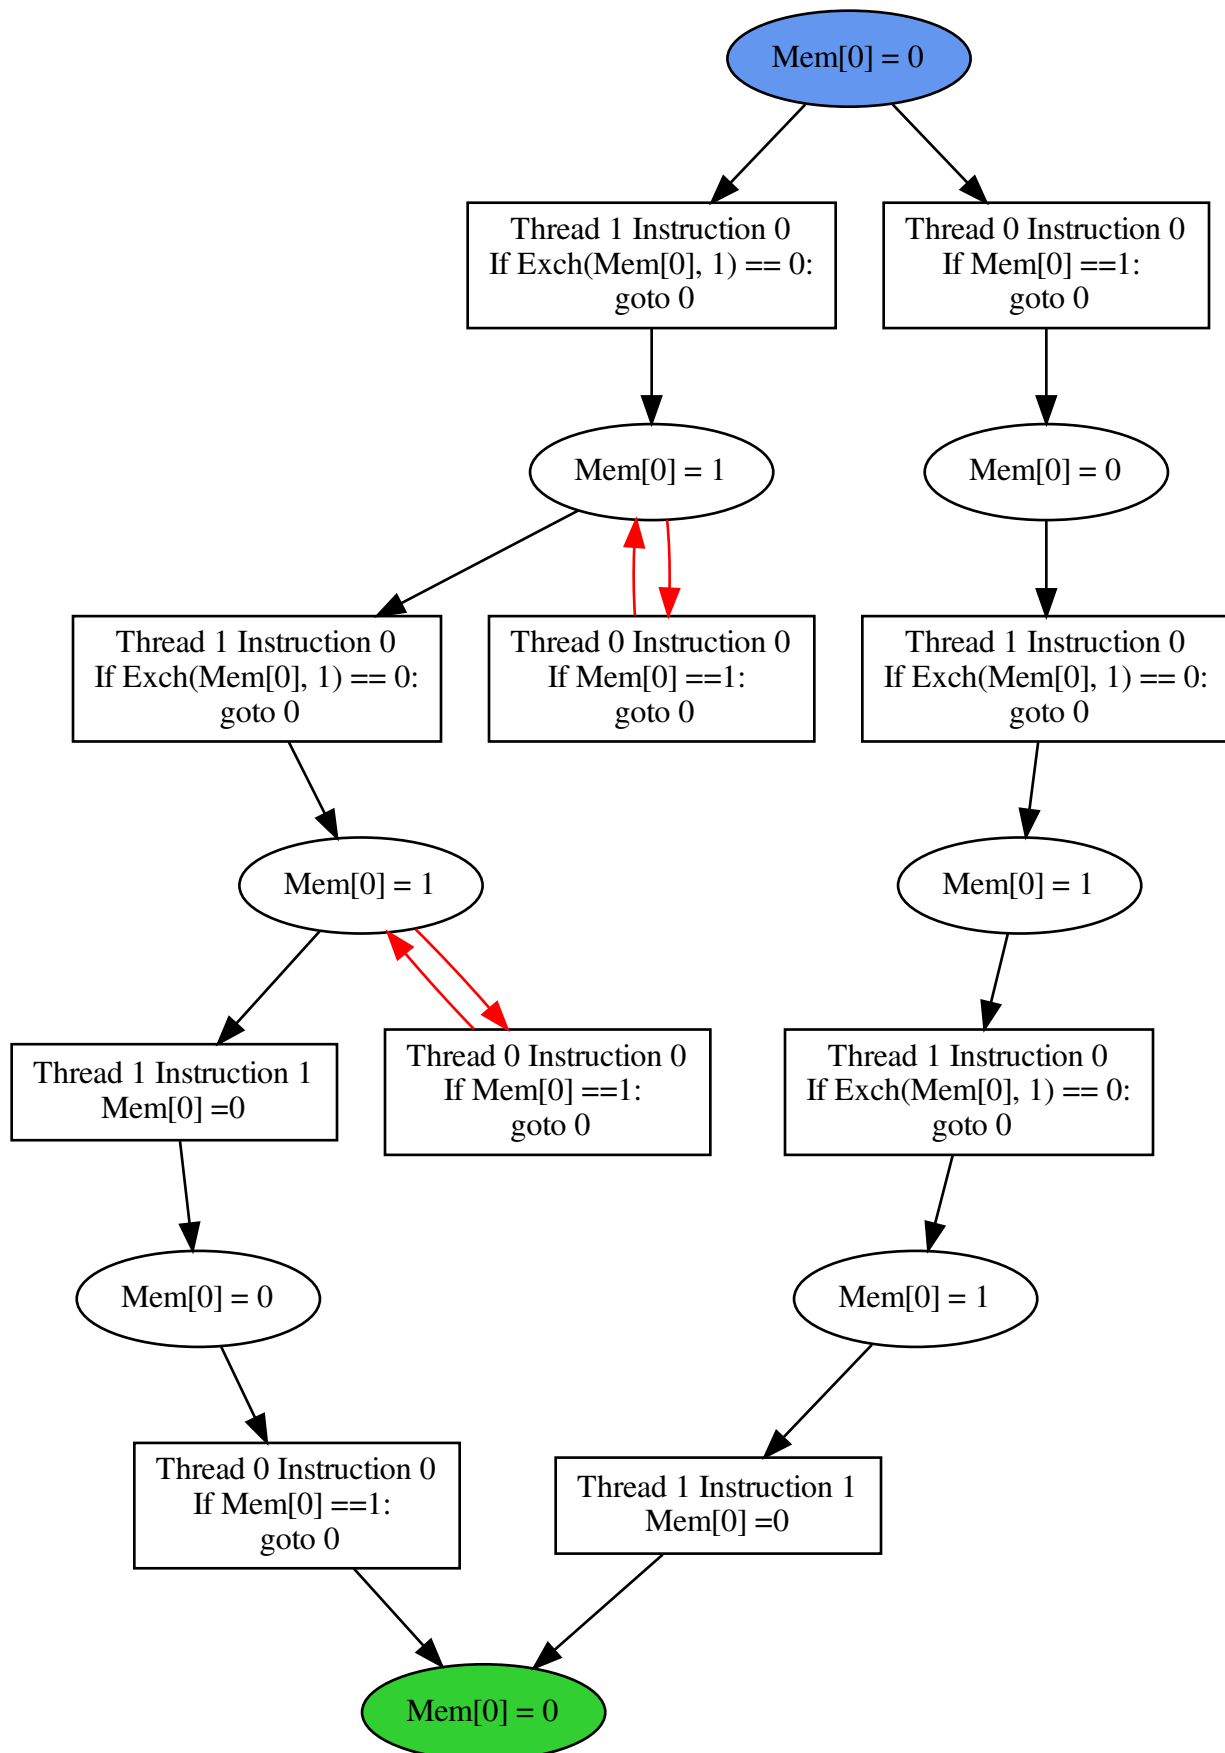 Mem[0] = 0
Thread 1 Instruction 0
If Exch(Mem[0], 1) == 0:
goto 0
Thread 0 Instruction 0
If Mem[0] ==1:
goto 0
Mem[0] = 1
Mem[0] = 0
Thread 1 Instruction 0
If Exch(Mem[0], 1) == 0:
goto 0
Thread 0 Instruction 0
If Mem[0] ==1:
goto 0
Thread 1 Instruction 0
If Exch(Mem[0], 1) == 0:
goto 0
Mem[0] = 1
Mem[0] = 1
Thread 1 Instruction 1
Mem[0] =0
Thread 0 Instruction 0
If Mem[0] ==1:
goto 0
Thread 1 Instruction 0
If Exch(Mem[0], 1) == 0:
goto 0
Mem[0] = 0
Mem[0] = 1
Thread 0 Instruction 0
If Mem[0] ==1:
goto 0
Thread 1 Instruction 1
Mem[0] =0
Mem[0] = 0